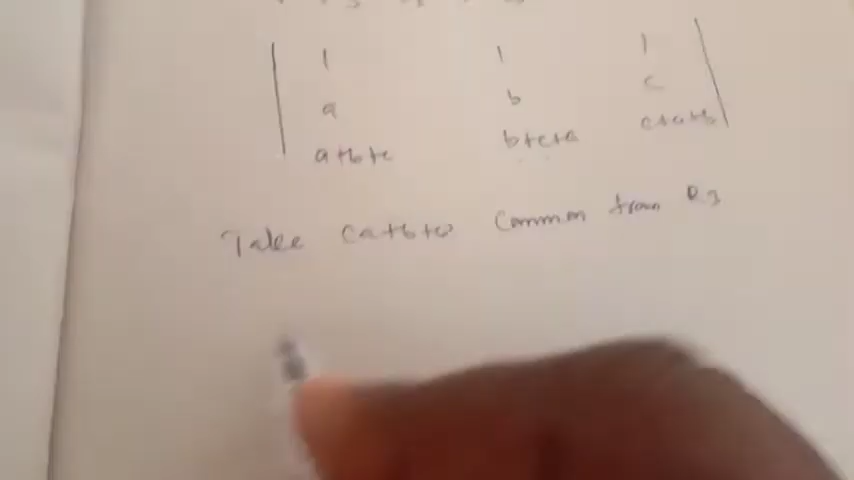 | 1 1 1 |
| a b c |
| a+b+c b+c+a c+a+b |
Take (a+b+c) common from R3